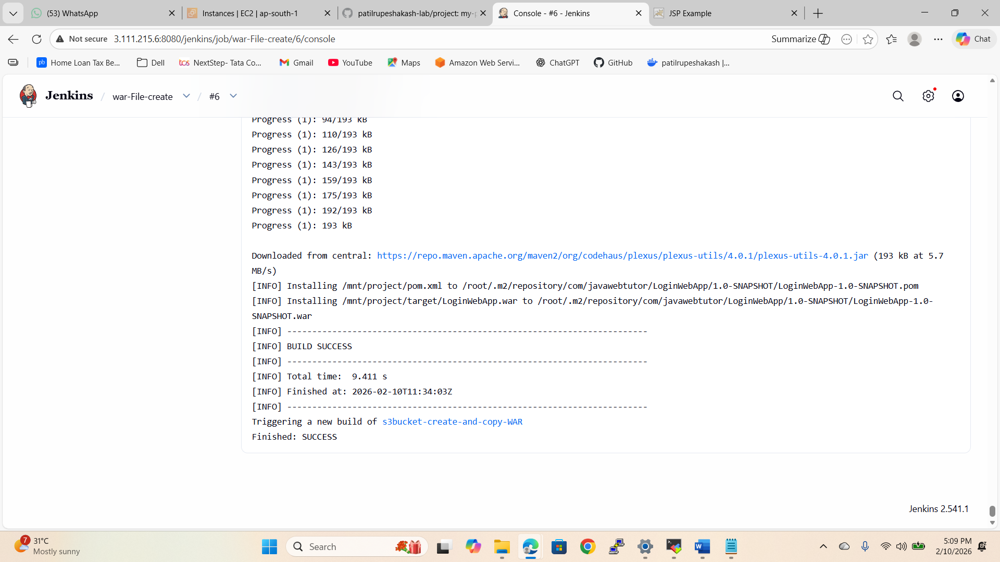 (53) WhatsApp
Instances | EC2 | ap-south-1
patilrupeshakash-lab/project: my-p
Console - #6 - Jenkins
JSP Example
Not secure
3.111.215.6:8080/jenkins/job/war-File-create/6/console
Summarize
Chat
Home Loan Tax Be...
Dell
NextStep- Tata Co...
Gmail
YouTube
Maps
Amazon Web Servi...
ChatGPT
GitHub
patilrupeshakash |...
Jenkins / war-File-create / #6
Progress (1): 94/193 kB
Progress (1): 110/193 kB
Progress (1): 126/193 kB
Progress (1): 143/193 kB
Progress (1): 159/193 kB
Progress (1): 175/193 kB
Progress (1): 192/193 kB
Progress (1): 193 kB
Downloaded from central: https://repo.maven.apache.org/maven2/org/codehaus/plexus/plexus-utils/4.0.1/plexus-utils-4.0.1.jar (193 kB at 5.7
MB/s)
[INFO] Installing /mnt/project/pom.xml to /root/.m2/repository/com/javawebtutor/LoginWebApp/1.0-SNAPSHOT/LoginWebApp-1.0-SNAPSHOT.pom
[INFO] Installing /mnt/project/target/LoginWebApp.war to /root/.m2/repository/com/javawebtutor/LoginWebApp/1.0-SNAPSHOT/LoginWebApp-1.0-
SNAPSHOT.war
[INFO] ------------------------------------------------------------------------
[INFO] BUILD SUCCESS
[INFO] ------------------------------------------------------------------------
[INFO] Total time:  9.411 s
[INFO] Finished at: 2026-02-10T11:34:03Z
[INFO] ------------------------------------------------------------------------
Triggering a new build of s3bucket-create-and-copy-WAR
Finished: SUCCESS
Jenkins 2.541.1
7
31°C
Mostly sunny
Search
5:09 PM
2/10/2026